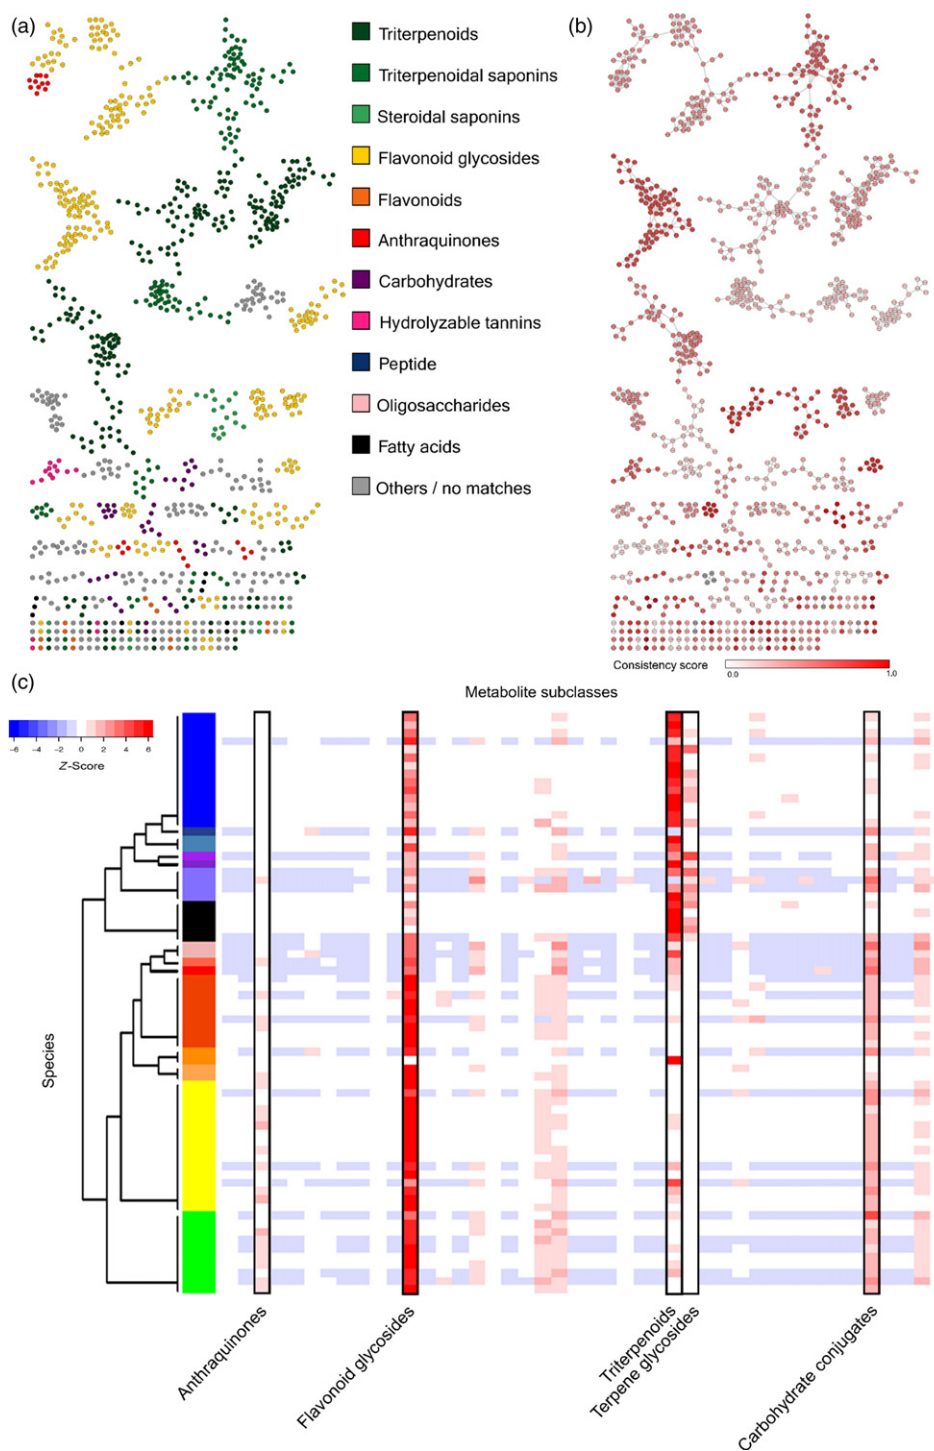 (a)
Triterpenoids
Triterpenoidal saponins
Steroidal saponins
Flavonoid glycosides
Flavonoids
Anthraquinones
Carbohydrates
Hydrolyzable tannins
Peptide
Oligosaccharides
Fatty acids
Others / no matches
(b)
Consistency score
0.0
1.0
(c)
Metabolite subclasses
-6 -4 -2 0 2 4 6
Z-Score
Species
Anthraquinones
Flavonoid glycosides
Triterpenoids
Terpene glycosides
Carbohydrate conjugates